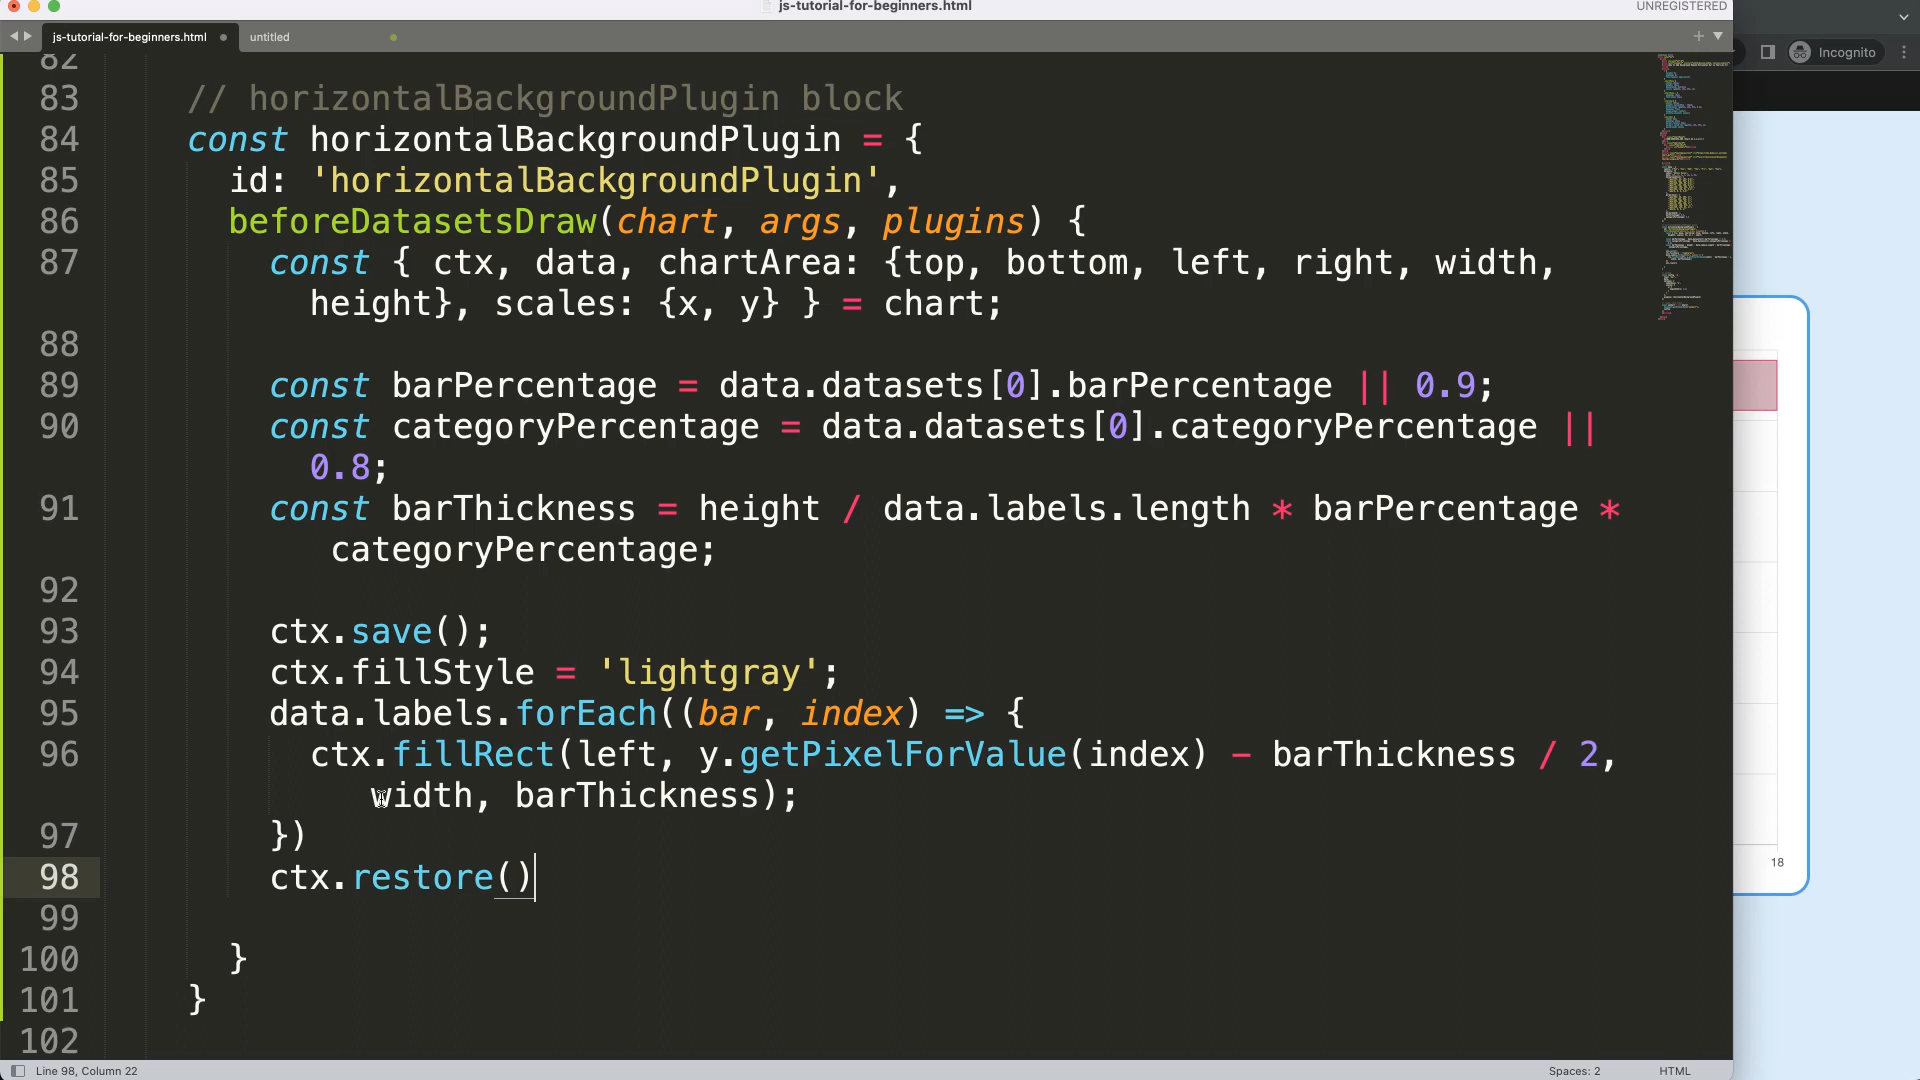 js-tutorial-for-beginners.html
UNREGISTERED
js-tutorial-for-beginners.html
untitled
Incognito
82
83 // horizontalBackgroundPlugin block
84 const horizontalBackgroundPlugin = {
85 id: 'horizontalBackgroundPlugin',
86 beforeDatasetsDraw(chart, args, plugins) {
87 const { ctx, data, chartArea: {top, bottom, left, right, width,
height}, scales: {x, y} } = chart;
88
89 const barPercentage = data.datasets[0].barPercentage || 0.9;
90 const categoryPercentage = data.datasets[0].categoryPercentage ||
0.8;
91 const barThickness = height / data.labels.length * barPercentage *
categoryPercentage;
92
93 ctx.save();
94 ctx.fillStyle = 'lightgray';
95 data.labels.forEach((bar, index) => {
96 ctx.fillRect(left, y.getPixelForValue(index) - barThickness / 2,
width, barThickness);
97 })
98 ctx.restore()
99
100 }
101 }
102
18
Line 98, Column 22
Spaces: 2
HTML